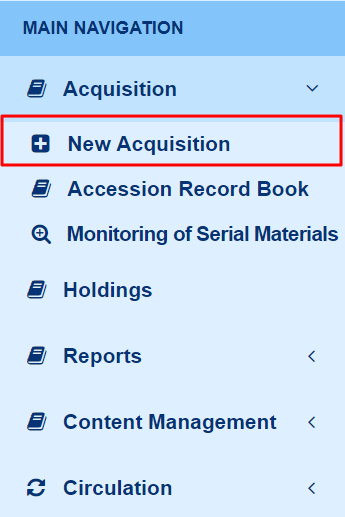 MAIN NAVIGATION
Acquisition
New Acquisition
Accession Record Book
Monitoring of Serial Materials
Holdings
Reports
Content Management
Circulation